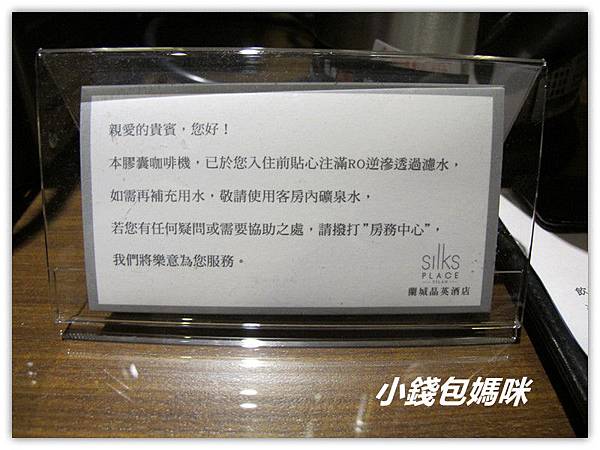 親愛的貴賓，您好！
本膠囊咖啡機，已於您入住前貼心注滿RO逆滲透過濾水，
如需再補充用水，敬請使用客房內礦泉水，
若您有任何疑問或需要協助之處，請撥打"房務中心"，
我們將樂意為您服務。
silks
PLACE
YILAN
蘭城晶英酒店
小錢包媽咪